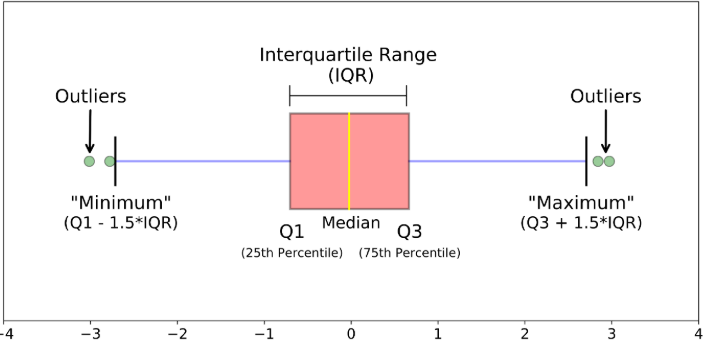 Interquartile Range
(IQR)
Outliers
Outliers
"Minimum"
(Q1 - 1.5*IQR)
"Maximum"
(Q3 + 1.5*IQR)
Q1
Median
Q3
(25th Percentile)
(75th Percentile)
−4
−3
−2
−1
0
1
2
3
4